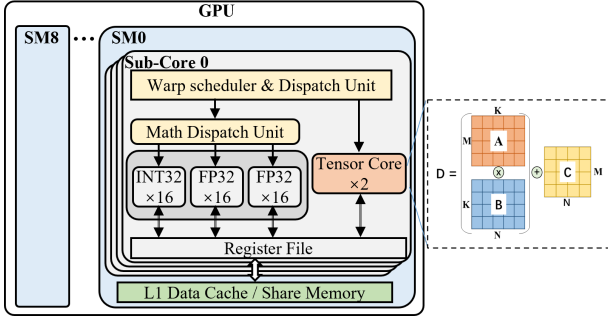 GPU
SM8
...
SM0
Sub-Core 0
Warp scheduler & Dispatch Unit
Math Dispatch Unit
INT32 ×16
FP32 ×16
FP32 ×16
Tensor Core ×2
Register File
L1 Data Cache / Share Memory
K
M
A
D =
x
+
C
M
K
B
N
N